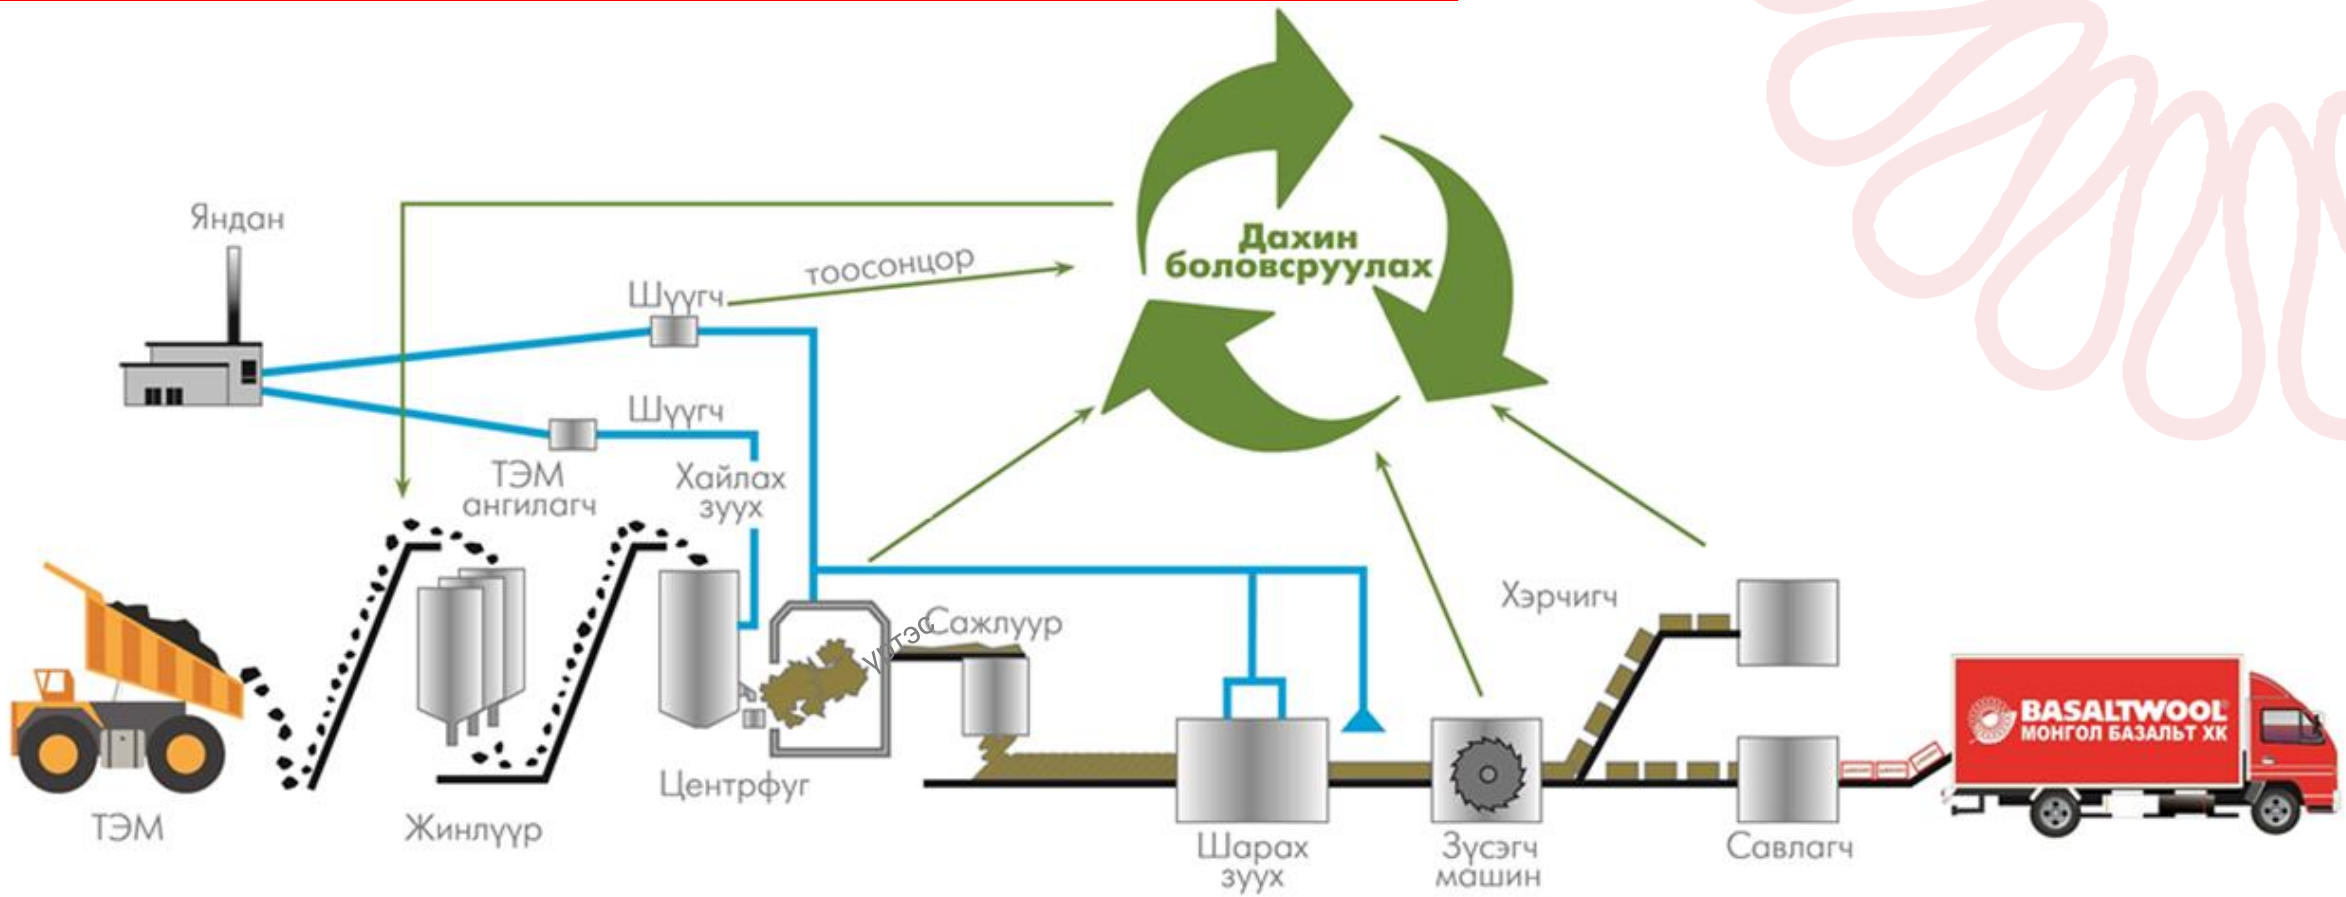 Яндан
Шүүгч
тоосонцор
Дахин
боловсруулах
Шүүгч
ТЭМ
ангилагч
Хайлах
зуух
Сажлуур
үртэс
Хэрчигч
Центрфуг
ТЭМ
Жинлүүр
Шарах
зуух
Зүсэгч
машин
Савлагч
BASALTWOOL
МОНГОЛ БАЗАЛЬТ ХК